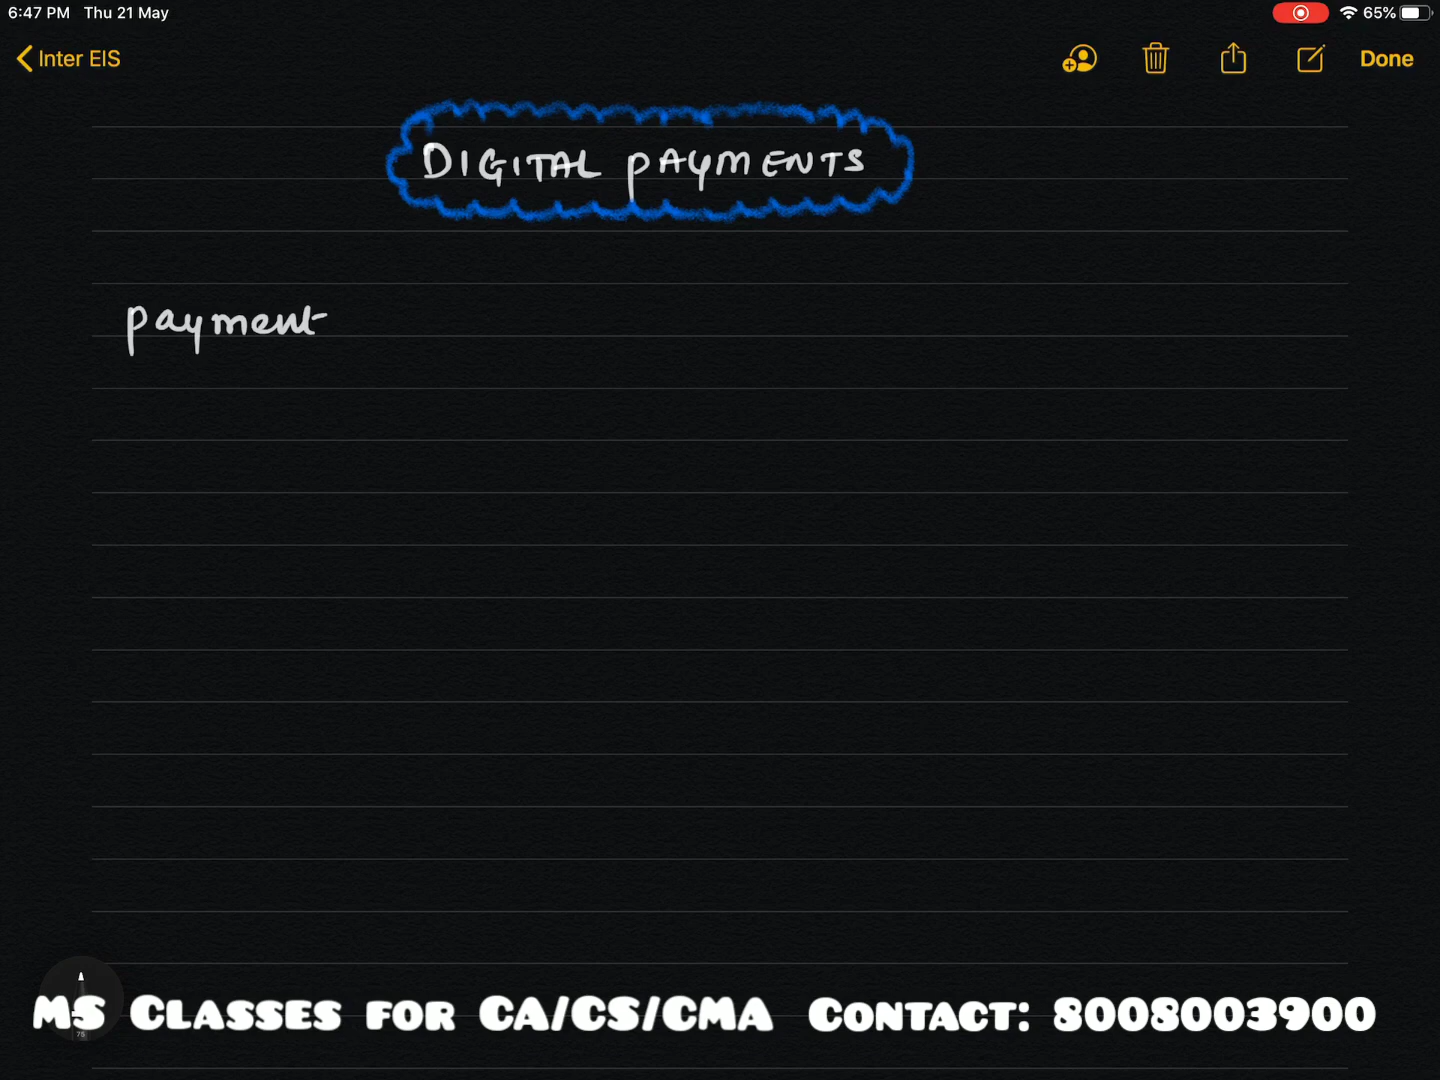 6:47 PM Thu 21 May 65%
Inter EIS Done
DIGITAL PAYMENTS
payment
75
MS Classes for CA/CS/CMA Contact: 8008003900